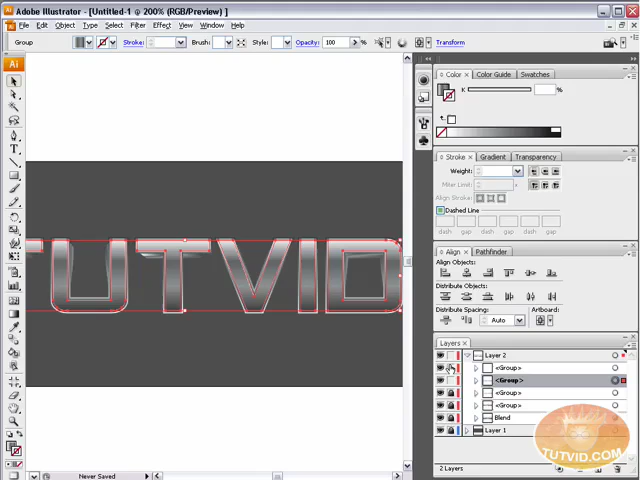 Adobe Illustrator - [Untitled-1 @ 200% (RGB/Preview) ]
File Edit Object Type Select Filter Effect View Window Help
Group Stroke: Brush: Style: Opacity: 100 % Transform
Color Color Guide Swatches
K %
Stroke Gradient Transparency
Weight:
Miter Limit: x
Align Stroke:
Dashed Line
dash gap dash gap dash gap
TUTVID
Align Pathfinder
Align Objects:
Distribute Objects:
Distribute Spacing:
Auto
Layers
Layer 2
<Group>
<Group>
<Group>
<Group>
Blend
Layer 1
TUTVID.COM
2 Layers
200% Never Saved